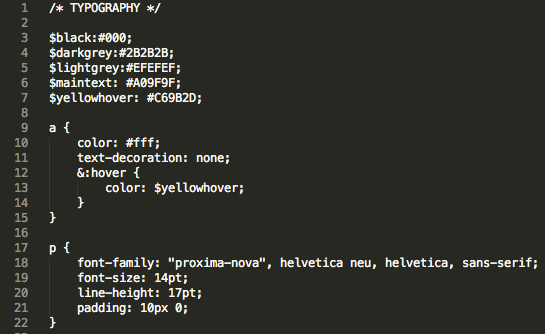 1 /* TYPOGRAPHY */
2
3 $black:#000;
4 $darkgrey:#2B2B2B;
5 $lightgrey:#EFEFEF;
6 $maintext: #A09F9F;
7 $yellowhover: #C69B2D;
8
9 a {
10 color: #fff;
11 text-decoration: none;
12 &:hover {
13 color: $yellowhover;
14 }
15 }
16
17 p {
18 font-family: "proxima-nova", helvetica neu, helvetica, sans-serif;
19 font-size: 14pt;
20 line-height: 17pt;
21 padding: 10px 0;
22 }